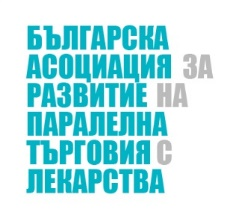 БЪЛГАРСКА
АСОЦИАЦИЯ ЗА
РАЗВИТИЕ НА
ПАРАЛЕЛНА
ТЪРГОВИЯ С
ЛЕКАРСТВА